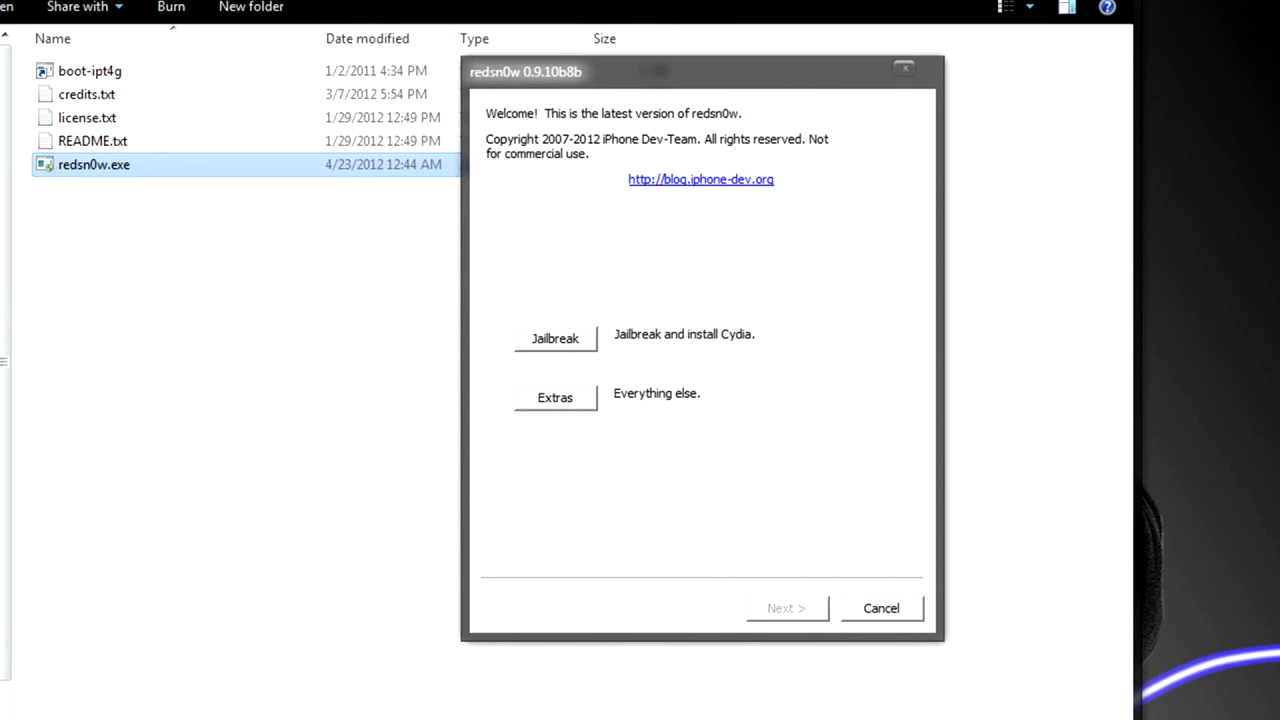 en Share with Burn New folder
Name Date modified Type Size
boot-ipt4g 1/2/2011 4:34 PM
credits.txt 3/7/2012 5:54 PM
license.txt 1/29/2012 12:49 PM
README.txt 1/29/2012 12:49 PM
redsn0w.exe 4/23/2012 12:44 AM
redsn0w 0.9.10b8b
Welcome! This is the latest version of redsn0w.
Copyright 2007-2012 iPhone Dev-Team. All rights reserved. Not
for commercial use.
http://blog.iphone-dev.org
Jailbreak Jailbreak and install Cydia.
Extras Everything else.
Next > Cancel